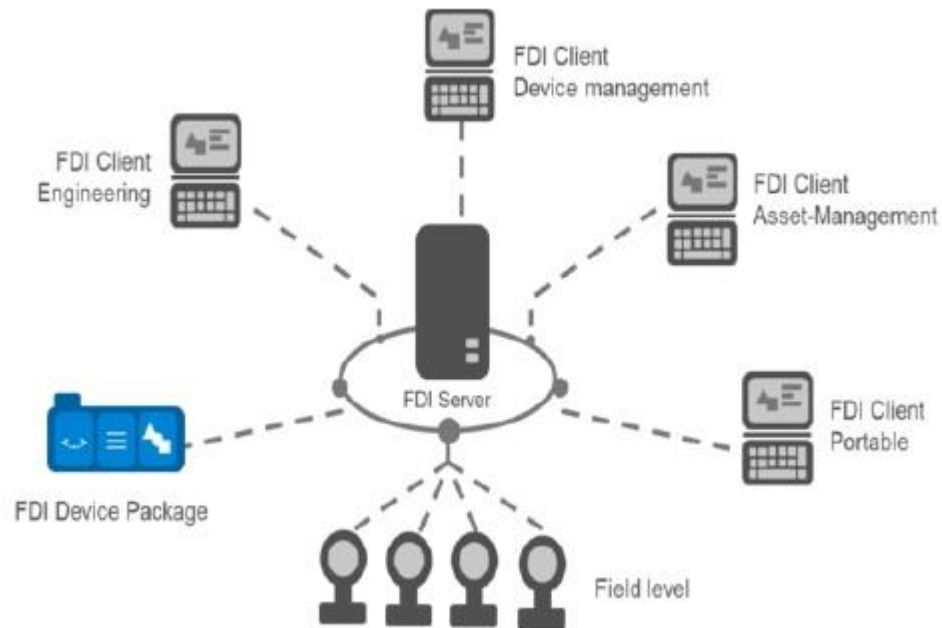 FDI Client
Device management
FDI Client
Engineering
FDI Client
Asset-Management
FDI Server
FDI Client
Portable
FDI Device Package
Field level